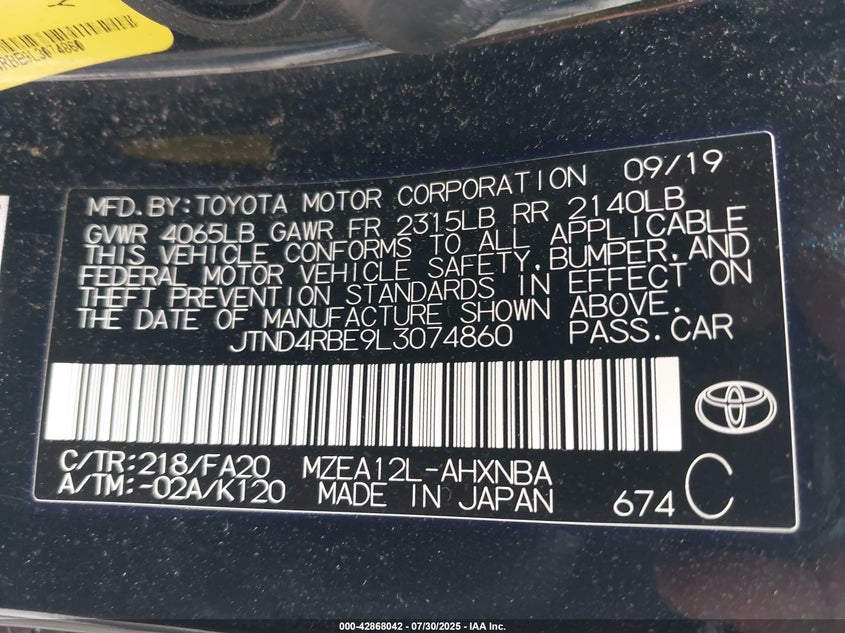 RBE9L3074860
MFD.BY:TOYOTA MOTOR CORPORATION 09/19
GVWR 4065LB GAWR FR 2315LB RR 2140LB
THIS VEHICLE CONFORMS TO ALL APPLICABLE
FEDERAL MOTOR VEHICLE SAFETY,BUMPER,AND
THEFT PREVENTION STANDARDS IN EFFECT ON
THE DATE OF MANUFACTURE SHOWN ABOVE.
JTND4RBE9L3074860 PASS.CAR
C/TR:218/FA20 MZEA12L-AHXNBA
A/TM:-02A/K120 MADE IN JAPAN 674 C
000-42868042 / 07/30/2025 - IAA Inc.